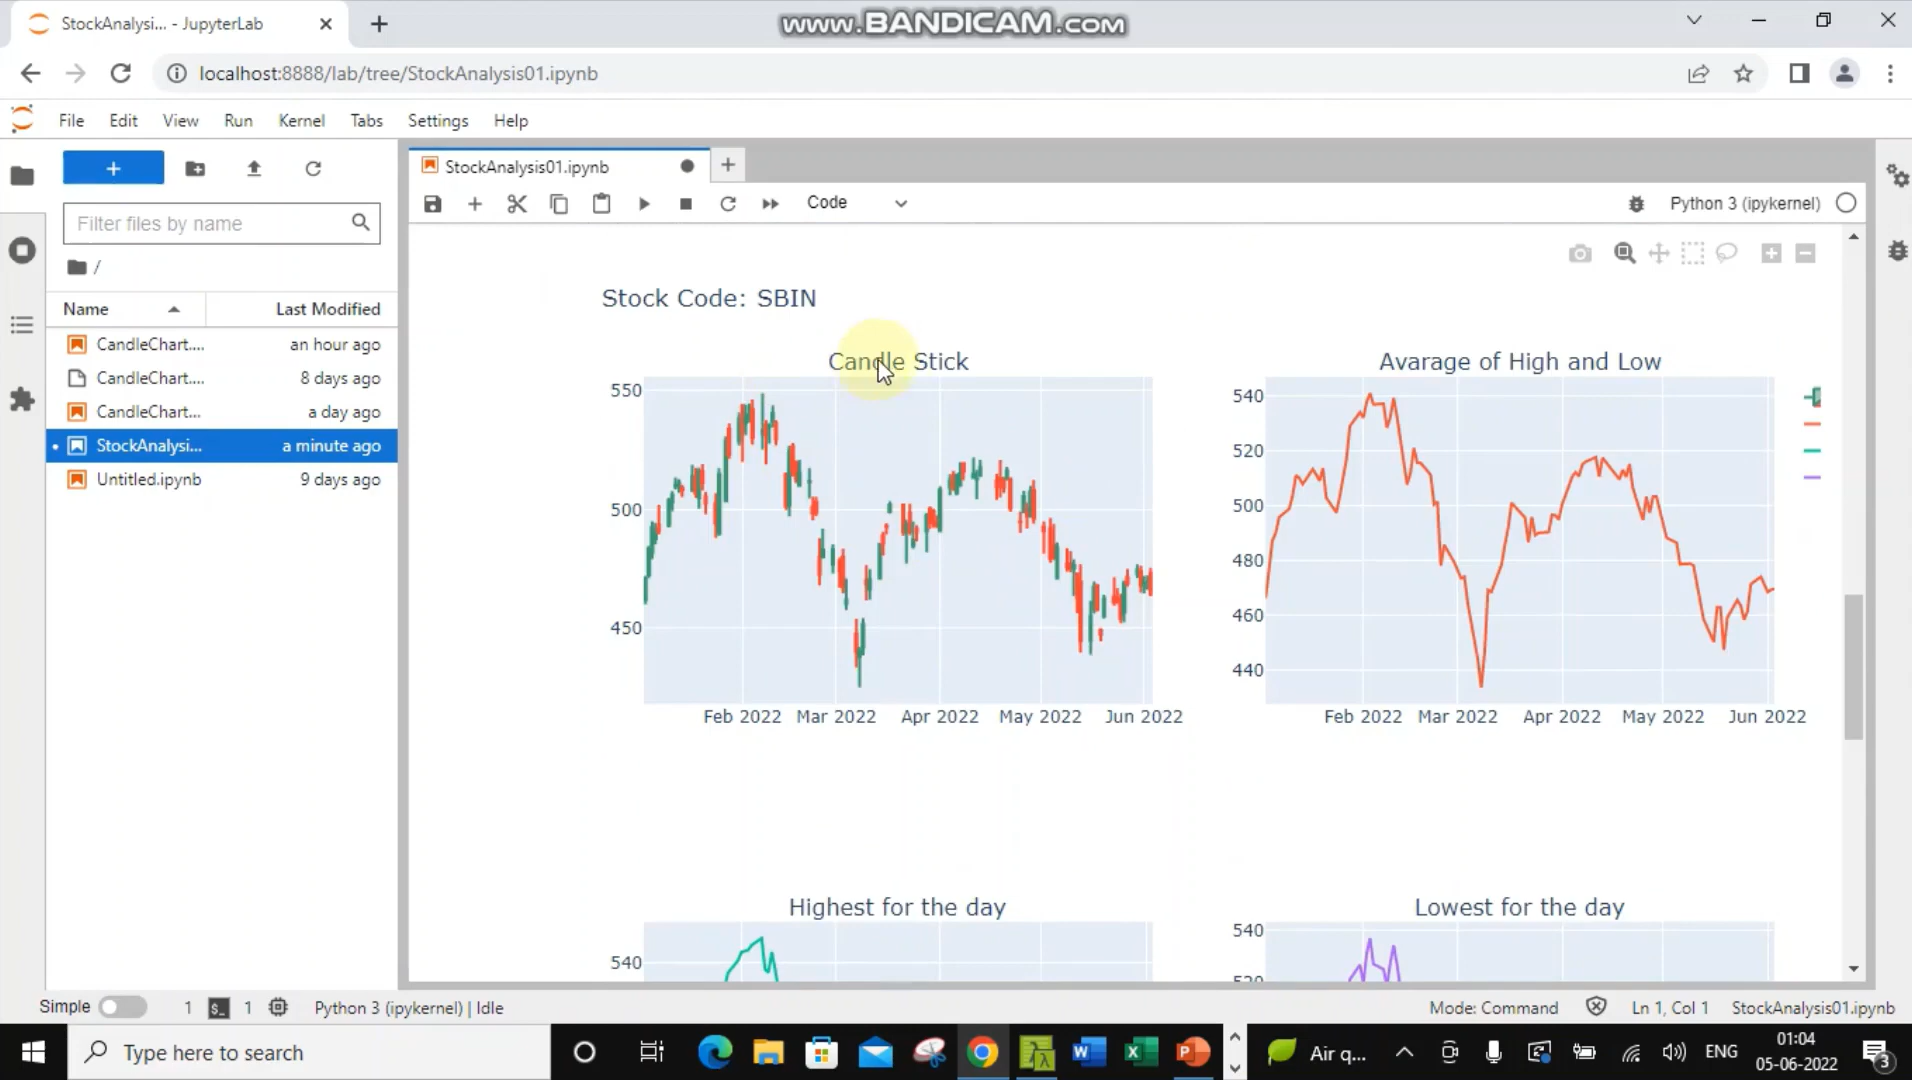 StockAnalysi... - JupyterLab
www.BANDICAM.com
localhost:8888/lab/tree/StockAnalysis01.ipynb
File Edit View Run Kernel Tabs Settings Help
StockAnalysis01.ipynb
Code
Python 3 (ipykernel)
Filter files by name
/
Name Last Modified
CandleChart.... an hour ago
CandleChart.... 8 days ago
CandleChart... a day ago
StockAnalysi... a minute ago
Untitled.ipynb 9 days ago
Stock Code: SBIN
Candle Stick
550
500
450
Feb 2022 Mar 2022 Apr 2022 May 2022 Jun 2022
Avarage of High and Low
540
520
500
480
460
440
Feb 2022 Mar 2022 Apr 2022 May 2022 Jun 2022
Highest for the day
540
Lowest for the day
540
520
Simple 1 $_ 1 Python 3 (ipykernel) | Idle
Mode: Command Ln 1, Col 1 StockAnalysis01.ipynb
Type here to search
Air q... ENG
01:04
05-06-2022
3